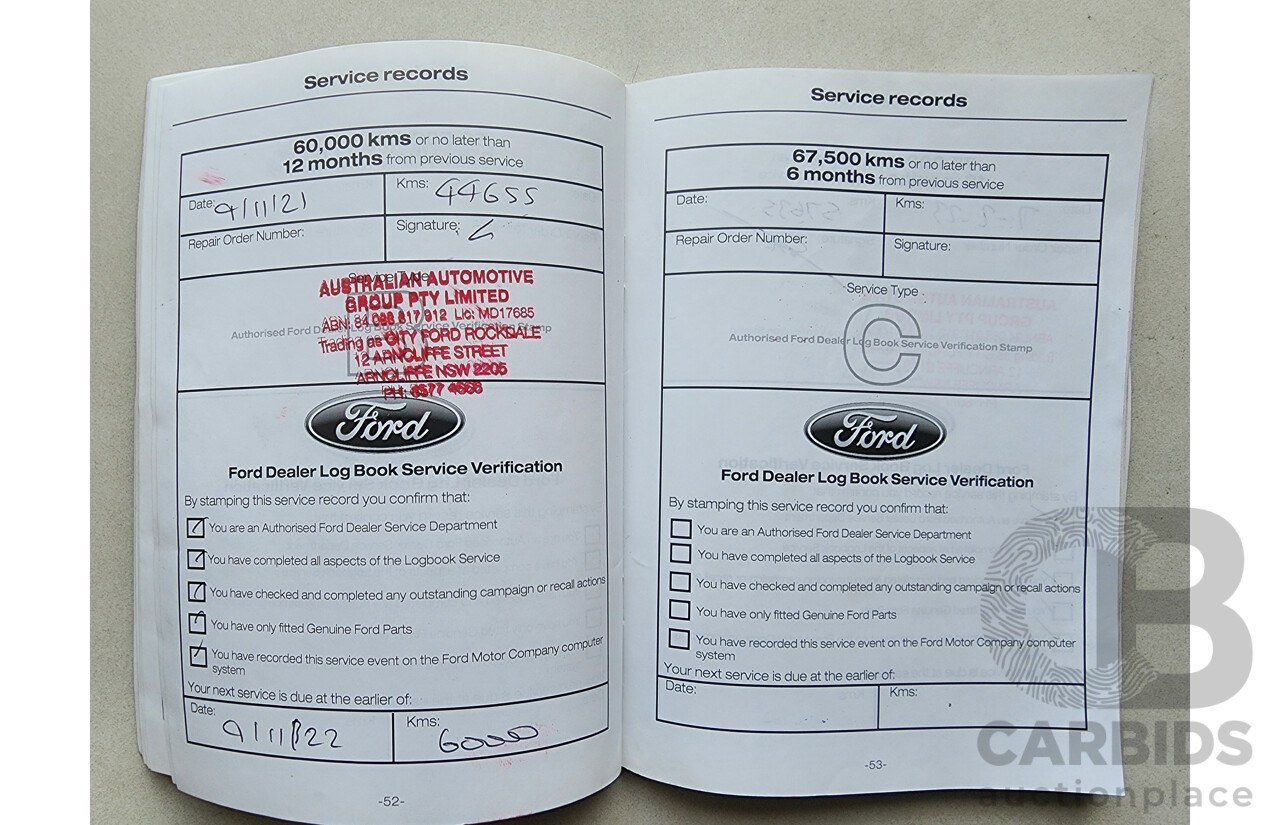 Service records
60,000 kms or no later than
12 months from previous service
Date: 9/11/21
Kms: 44655
Repair Order Number:
Signature:
Service Type
AUSTRALIAN AUTOMOTIVE
GROUP PTY LIMITED
ABN: 84 088 817 912 Lic: MD17685
Authorised Ford Dealer Log Book Service Verification Stamp
Trading as CITY FORD ROCKDALE
12 ARNCLIFFE STREET
ARNCLIFFE NSW 2205
PH: 8577 4666
Ford
Ford Dealer Log Book Service Verification
By stamping this service record you confirm that:
You are an Authorised Ford Dealer Service Department
You have completed all aspects of the Logbook Service
You have checked and completed any outstanding campaign or recall actions
You have only fitted Genuine Ford Parts
You have recorded this service event on the Ford Motor Company computer
system
Your next service is due at the earlier of:
Date: 9/11/22
Kms: 60000
-52-
Service records
67,500 kms or no later than
6 months from previous service
Date:
Kms:
Repair Order Number:
Signature:
Service Type
C
Authorised Ford Dealer Log Book Service Verification Stamp
Ford
Ford Dealer Log Book Service Verification
By stamping this service record you confirm that:
You are an Authorised Ford Dealer Service Department
You have completed all aspects of the Logbook Service
You have checked and completed any outstanding campaign or recall actions
You have only fitted Genuine Ford Parts
You have recorded this service event on the Ford Motor Company computer
system
Your next service is due at the earlier of:
Date:
Kms:
-53-
CB
CARBIDS
auctionplace